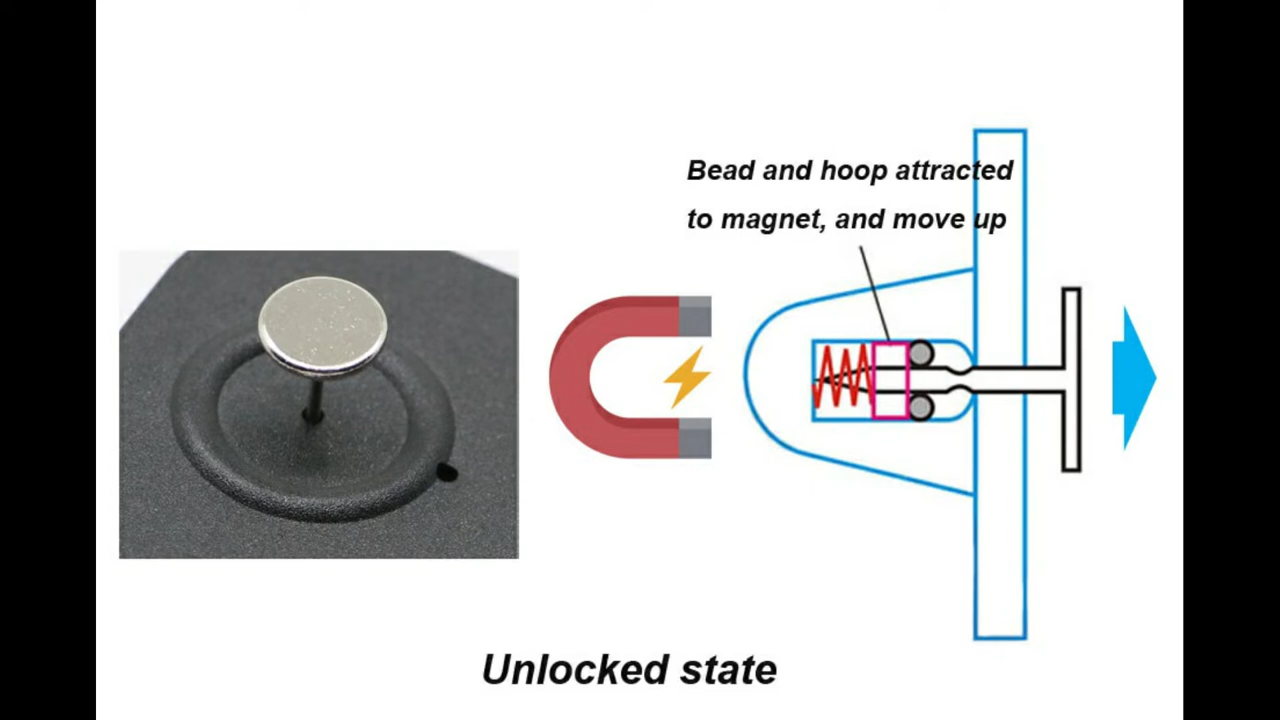 Bead and hoop attracted
to magnet, and move up
Unlocked state